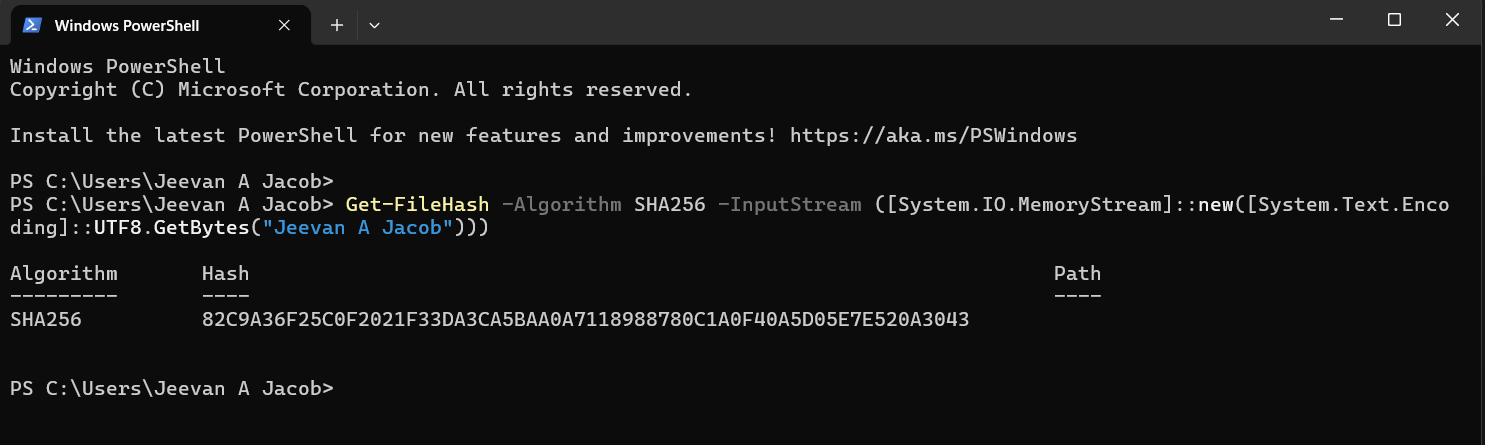 Windows PowerShell
Windows PowerShell
Copyright (C) Microsoft Corporation. All rights reserved.
Install the latest PowerShell for new features and improvements! https://aka.ms/PSWindows
PS C:\Users\Jeevan A Jacob>
PS C:\Users\Jeevan A Jacob> Get-FileHash -Algorithm SHA256 -InputStream ([System.IO.MemoryStream]::new([System.Text.Enco
ding]::UTF8.GetBytes("Jeevan A Jacob")))
Algorithm       Hash                                                                   Path
---------       ----                                                                   ----
SHA256          82C9A36F25C0F2021F33DA3CA5BAA0A7118988780C1A0F40A5D05E7E520A3043
PS C:\Users\Jeevan A Jacob>